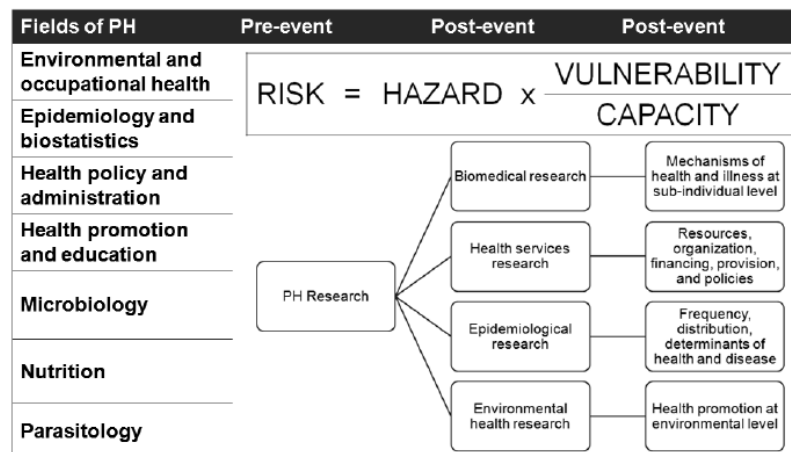 Fields of PH Pre-event Post-event Post-event
Environmental and
occupational health
Epidemiology and
biostatistics
Health policy and
administration
Health promotion
and education
Microbiology
Nutrition
Parasitology
RISK = HAZARD x VULNERABILITY
CAPACITY
PH Research
Biomedical research
Mechanisms of
health and illness at
sub-individual level
Health services
research
Resources,
organization,
financing, provision,
and policies
Epidemiological
research
Frequency,
distribution,
determinants of
health and disease
Environmental
health research
Health promotion at
environmental level